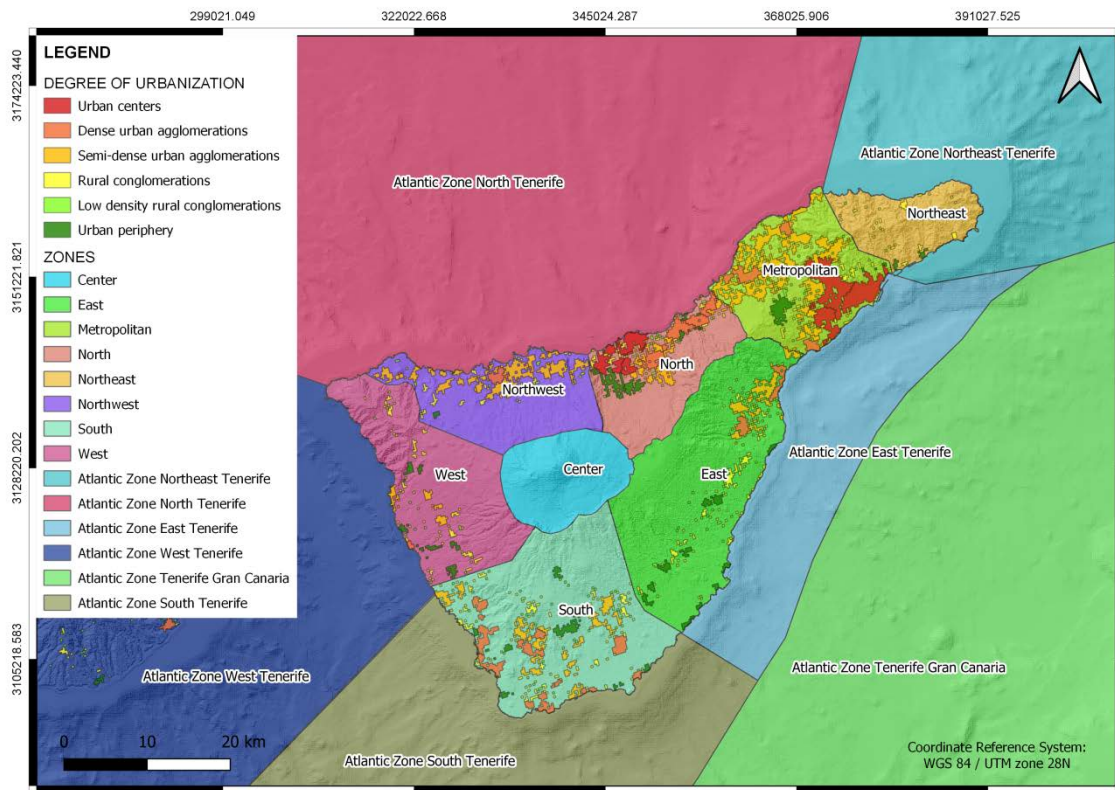 299021.049
322022.668
345024.287
368025.906
391027.525
3174223.440
3151221.821
3128220.202
3105218.583
LEGEND
DEGREE OF URBANIZATION
Urban centers
Dense urban agglomerations
Semi-dense urban agglomerations
Rural conglomerations
Low density rural conglomerations
Urban periphery
ZONES
Center
East
Metropolitan
North
Northeast
Northwest
South
West
Atlantic Zone Northeast Tenerife
Atlantic Zone North Tenerife
Atlantic Zone East Tenerife
Atlantic Zone West Tenerife
Atlantic Zone Tenerife Gran Canaria
Atlantic Zone South Tenerife
Atlantic Zone Northeast Tenerife
Atlantic Zone North Tenerife
Northeast
Metropolitan
North
Northwest
Atlantic Zone East Tenerife
Center
West
East
South
Atlantic Zone Tenerife Gran Canaria
Atlantic Zone West Tenerife
Atlantic Zone South Tenerife
0 10 20 km
Coordinate Reference System:
WGS 84 / UTM zone 28N